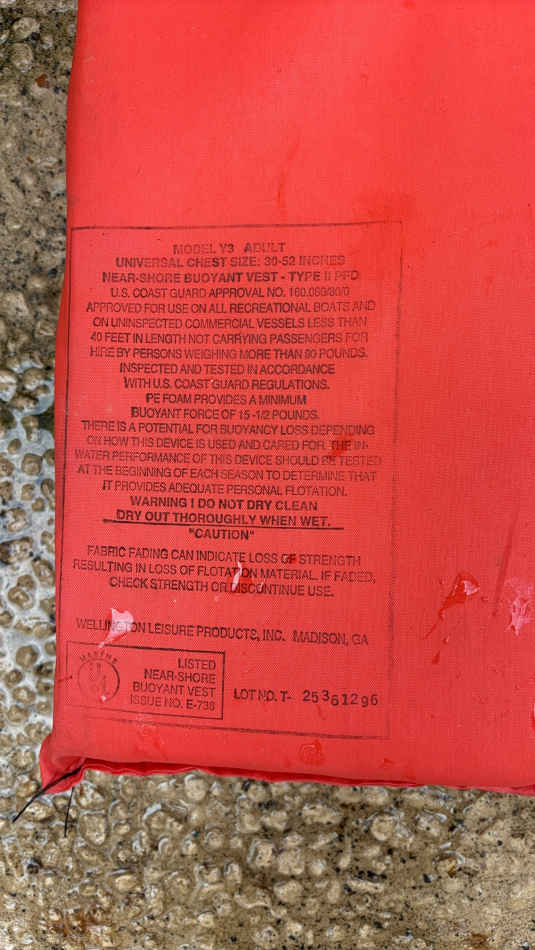 MODEL Y3 ADULT
UNIVERSAL CHEST SIZE: 30-52 INCHES
NEAR-SHORE BUOYANT VEST - TYPE II PFD
U.S. COAST GUARD APPROVAL NO. 160.060/80/0
APPROVED FOR USE ON ALL RECREATIONAL BOATS AND
ON UNINSPECTED COMMERCIAL VESSELS LESS THAN
40 FEET IN LENGTH NOT CARRYING PASSENGERS FOR
HIRE BY PERSONS WEIGHING MORE THAN 90 POUNDS.
INSPECTED AND TESTED IN ACCORDANCE
WITH U.S. COAST GUARD REGULATIONS.
PE FOAM PROVIDES A MINIMUM
BUOYANT FORCE OF 15 -1/2 POUNDS.
THERE IS A POTENTIAL FOR BUOYANCY LOSS DEPENDING
ON HOW THIS DEVICE IS USED AND CARED FOR. THE IN-
WATER PERFORMANCE OF THIS DEVICE SHOULD BE TESTED
AT THE BEGINNING OF EACH SEASON TO DETERMINE THAT
IT PROVIDES ADEQUATE PERSONAL FLOTATION.
WARNING ! DO NOT DRY CLEAN
DRY OUT THOROUGHLY WHEN WET.
"CAUTION"
FABRIC FADING CAN INDICATE LOSS OF STRENGTH
RESULTING IN LOSS OF FLOTATION MATERIAL. IF FADED,
CHECK STRENGTH OR DISCONTINUE USE.
WELLINGTON LEISURE PRODUCTS, INC. MADISON, GA
MARINE
LISTED
NEAR-SHORE
BUOYANT VEST
ISSUE NO. E-738
LOT NO. T- 25361296